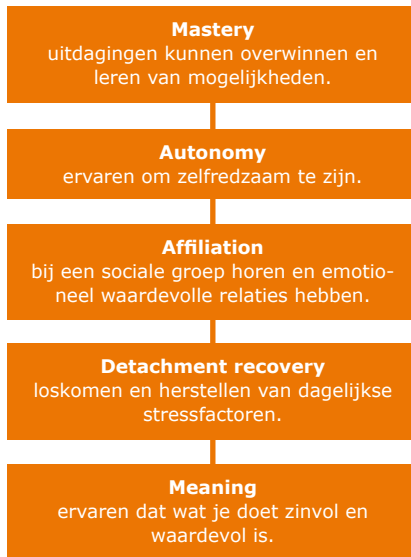 Mastery
uitdagingen kunnen overwinnen en
leren van mogelijkheden.
Autonomy
ervaren om zelfredzaam te zijn.
Affiliation
bij een sociale groep horen en emotio-
neel waardevolle relaties hebben.
Detachment recovery
loskomen en herstellen van dagelijkse
stressfactoren.
Meaning
ervaren dat wat je doet zinvol en
waardevol is.